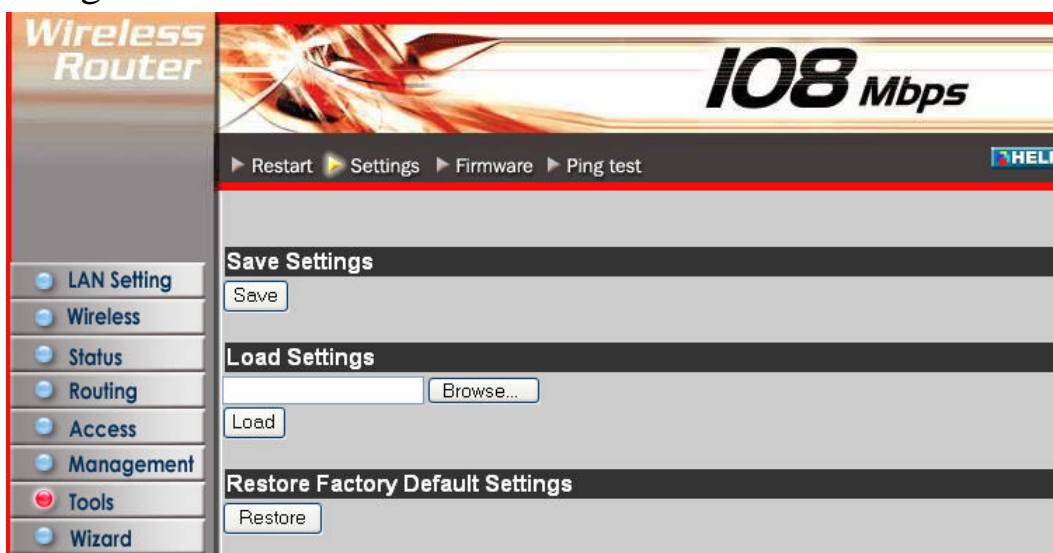 Wireless
Router
108 Mbps
Restart Settings Firmware Ping test
LAN Setting
Wireless
Status
Routing
Access
Management
Tools
Wizard
Save Settings
Save
Load Settings
Browse...
Load
Restore Factory Default Settings
Restore